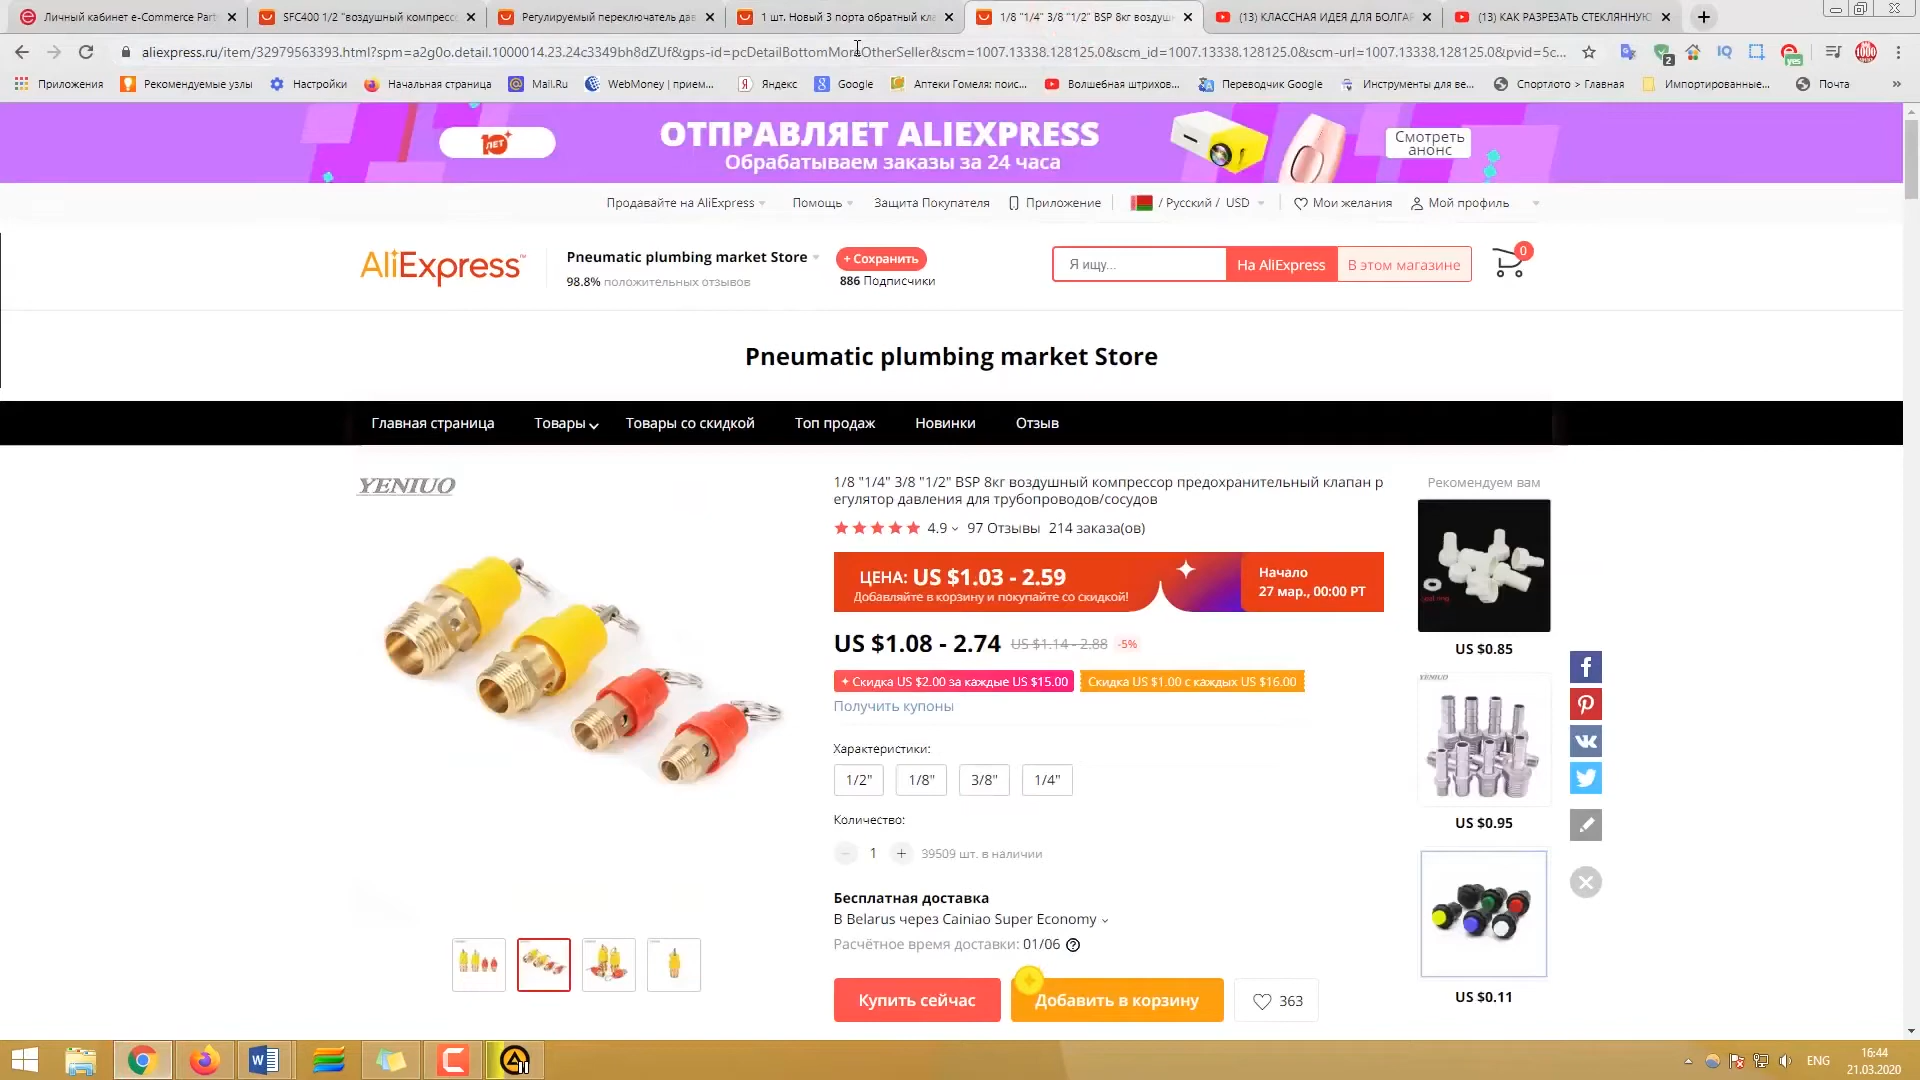 Личный кабинет e-Commerce Part
SFC400 1/2 "воздушный компресс
Регулируемый переключатель дав
1 шт. Новый 3 порта обратный кла
1/8 "1/4" 3/8 "1/2" BSP 8кг воздуш
(13) КЛАССНАЯ ИДЕЯ ДЛЯ БОЛГАР
(13) КАК РАЗРЕЗАТЬ СТЕКЛЯННУЮ
aliexpress.ru/item/32979563393.html?spm=a2g0o.detail.1000014.23.24c3349bh8dZUf&gps-id=pcDetailBottomMoreOtherSeller&scm=1007.13338.128125.0&scm_id=1007.13338.128125.0&scm-url=1007.13338.128125.0&pvid=5c...
Приложения
Рекомендуемые узлы
Настройки
Начальная страница
Mail.Ru
WebMoney | прием...
Яндекс
Google
Аптеки Гомеля: поис...
Волшебная штрихов...
Переводчик Google
Инструменты для ве...
Спортлото > Главная
Импортированные...
Почта
»
10 ЛЕТ
ОТПРАВЛЯЕТ ALIEXPRESS
Обрабатываем заказы за 24 часа
Смотреть
анонс
Продавайте на AliExpress
Помощь
Защита Покупателя
Приложение
/ Русский / USD
Мои желания
Мой профиль
AliExpress
Pneumatic plumbing market Store
98.8% положительных отзывов
+ Сохранить
886 Подписчики
Я ищу...
На AliExpress
В этом магазине
0
Pneumatic plumbing market Store
Главная страница
Товары
Товары со скидкой
Топ продаж
Новинки
Отзыв
YENIUO
1/8 "1/4" 3/8 "1/2" BSP 8кг воздушный компрессор предохранительный клапан р
егулятор давления для трубопроводов/сосудов
4.9 97 Отзывы 214 заказа(ов)
ЦЕНА: US $1.03 - 2.59
Добавляйте в корзину и покупайте со скидкой!
Начало
27 мар., 00:00 PT
US $1.08 - 2.74 US $1.14 - 2.88 -5%
Скидка US $2.00 за каждые US $15.00
Скидка US $1.00 с каждых US $16.00
Получить купоны
Характеристики:
1/2"
1/8"
3/8"
1/4"
Количество:
− 1 + 39509 шт. в наличии
Бесплатная доставка
В Belarus через Cainiao Super Economy
Расчётное время доставки: 01/06 ?
Купить сейчас
Добавить в корзину
363
Рекомендуем вам
US $0.85
YENIUO
US $0.95
US $0.11
ENG
16:44
21.03.2020